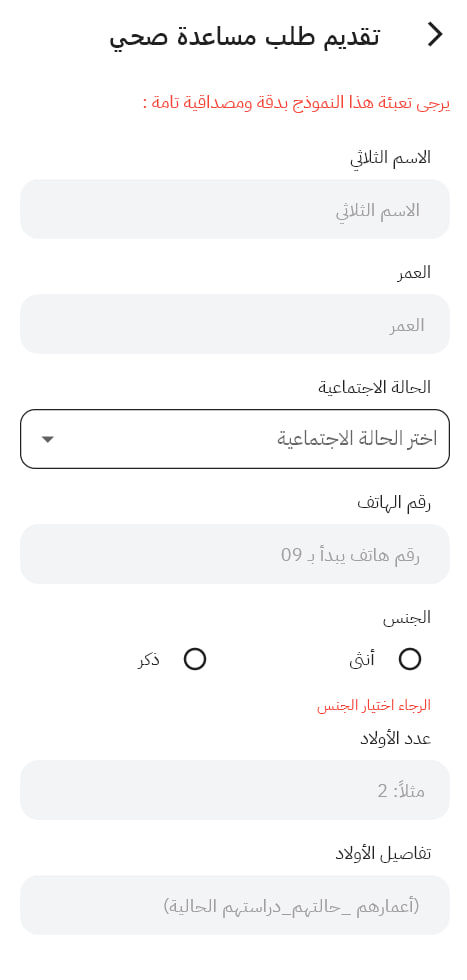 تقديم طلب مساعدة صحي
يرجى تعبئة هذا النموذج بدقة ومصداقية تامة :
الاسم الثلاثي
الاسم الثلاثي
العمر
العمر
الحالة الاجتماعية
اختر الحالة الاجتماعية
رقم الهاتف
رقم هاتف يبدأ بـ 09
الجنس
أنثى ذكر
الرجاء اختيار الجنس
عدد الأولاد
مثلاً: 2
تفاصيل الأولاد
(أعمارهم _حالتهم_دراستهم الحالية)